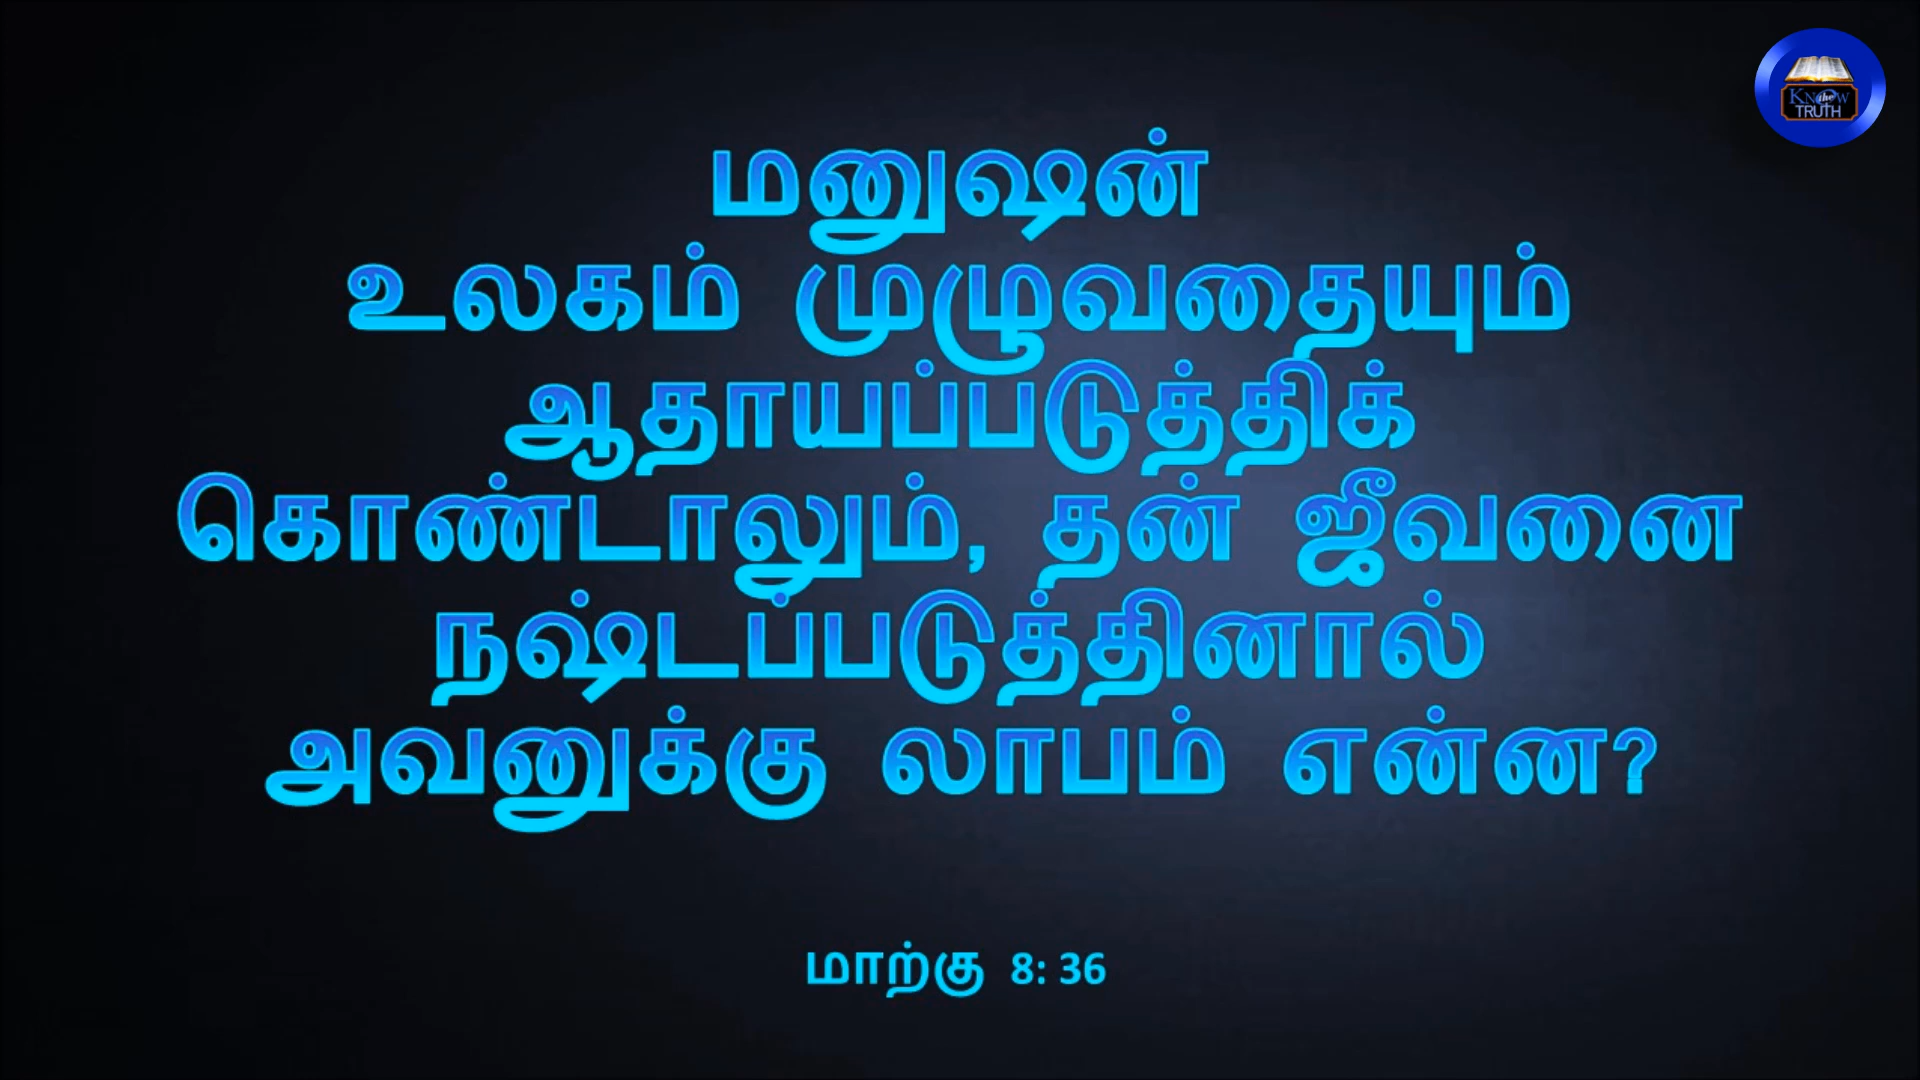 KNOW the TRUTH
மனுஷன்
உலகம் முழுவதையும்
ஆதாயப்படுத்திக்
கொண்டாலும், தன் ஜீவனை
நஷ்டப்படுத்தினால்
அவனுக்கு லாபம் என்ன?
மாற்கு 8: 36